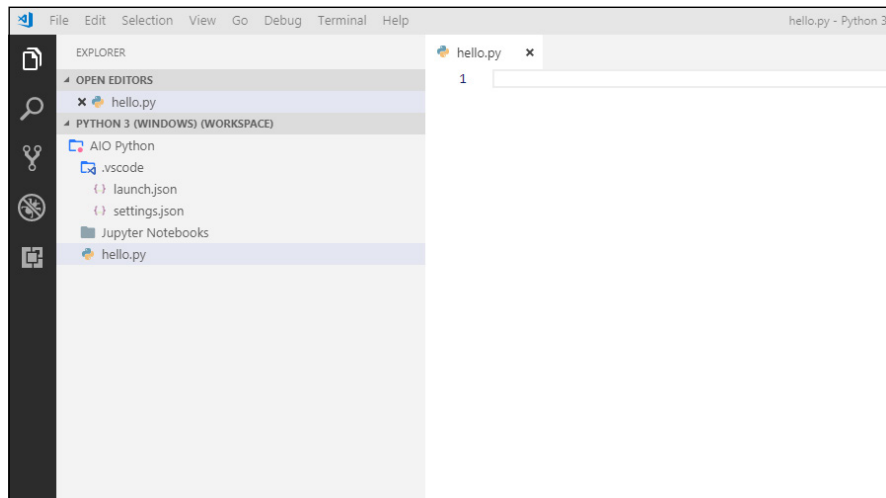 File Edit Selection View Go Debug Terminal Help hello.py - Python 3
EXPLORER
OPEN EDITORS
hello.py
PYTHON 3 (WINDOWS) (WORKSPACE)
AIO Python
.vscode
{ } launch.json
{ } settings.json
Jupyter Notebooks
hello.py
hello.py
1